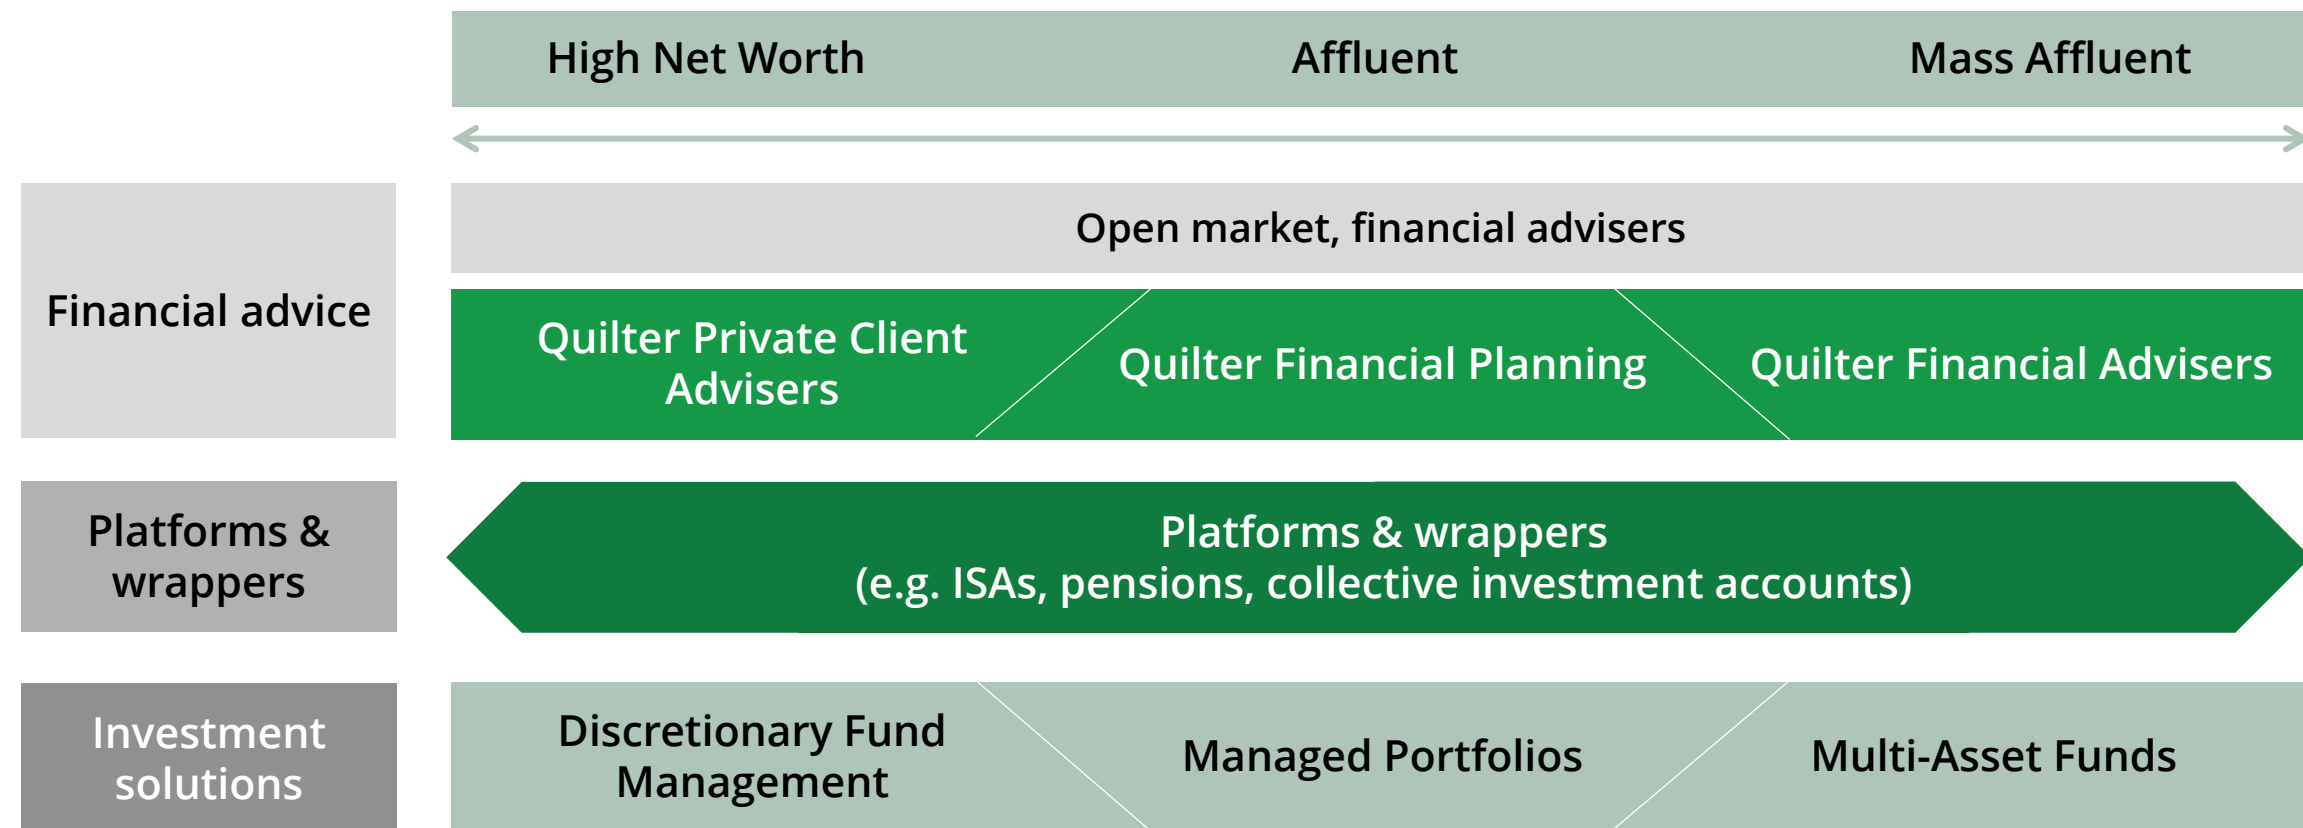 High Net Worth
Affluent
Mass Affluent
Financial advice
Open market, financial advisers
Quilter Private Client
Advisers
Quilter Financial Planning
Quilter Financial Advisers
Platforms &
wrappers
Platforms & wrappers
(e.g. ISAs, pensions, collective investment accounts)
Investment
solutions
Discretionary Fund
Management
Managed Portfolios
Multi-Asset Funds